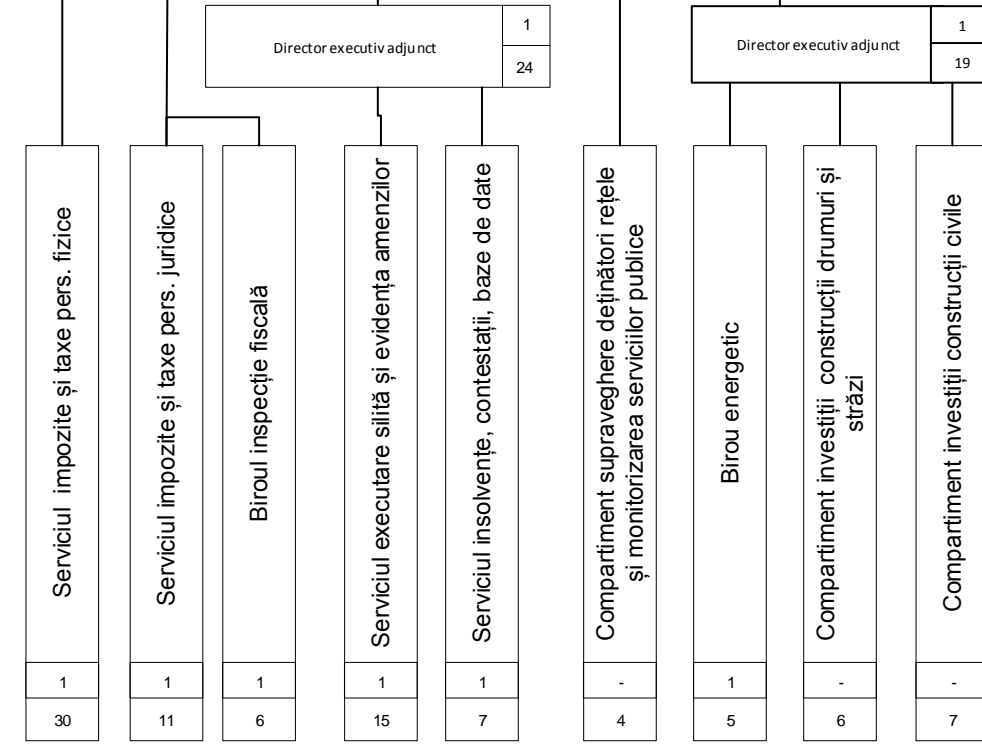 Director executiv adjunct
1
24
Director executiv adjunct
1
19
Serviciul impozite și taxe pers. fizice
1
30
Serviciul impozite și taxe pers. juridice
1
11
Biroul inspecție fiscală
1
6
Serviciul executare silită și evidența amenzilor
1
15
Serviciul insolvențe, contestații, baze de date
1
7
Compartiment supraveghere deținători rețele
și monitorizarea serviciilor publice
-
4
Birou energetic
1
5
Compartiment investiții construcții drumuri și
străzi
-
6
Compartiment investiții construcții civile
-
7